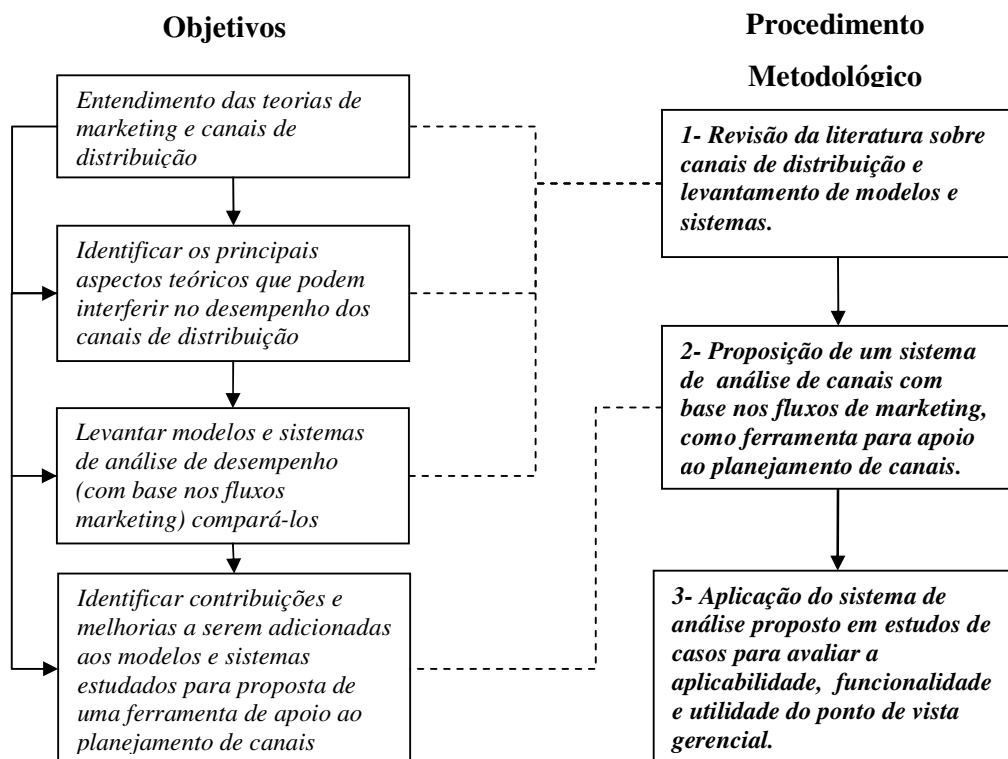 Objetivos
Entendimento das teorias de
marketing e canais de
distribuição
Identificar os principais
aspectos teóricos que podem
interferir no desempenho dos
canais de distribuição
Levantar modelos e sistemas
de análise de desempenho
(com base nos fluxos
marketing) compará-los
Identificar contribuições e
melhorias a serem adicionadas
aos modelos e sistemas
estudados para proposta de
uma ferramenta de apoio ao
planejamento de canais
Procedimento
Metodológico
1- Revisão da literatura sobre
canais de distribuição e
levantamento de modelos e
sistemas.
2- Proposição de um sistema
de análise de canais com
base nos fluxos de marketing,
como ferramenta para apoio
ao planejamento de canais.
3- Aplicação do sistema de
análise proposto em estudos de
casos para avaliar a
aplicabilidade, funcionalidade
e utilidade do ponto de vista
gerencial.